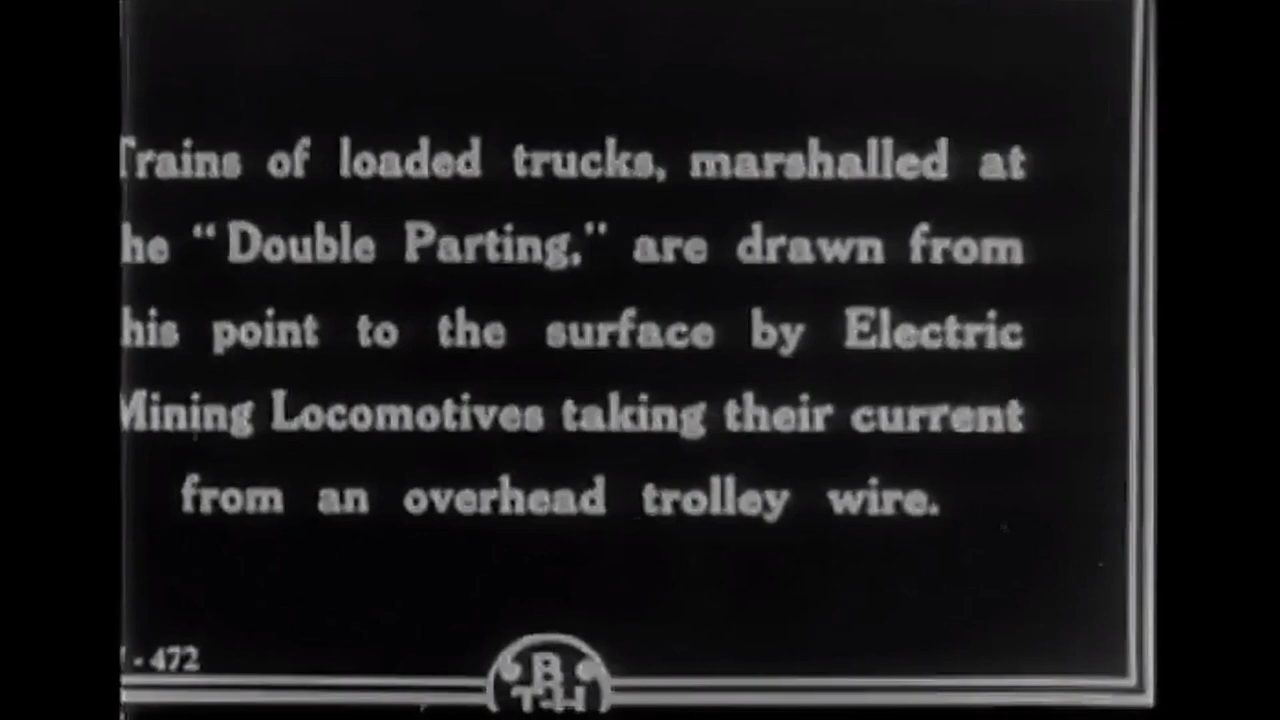 Trains of loaded trucks, marshalled at
he “Double Parting,” are drawn from
his point to the surface by Electric
Mining Locomotives taking their current
from an overhead trolley wire.
- 472
B
T-H